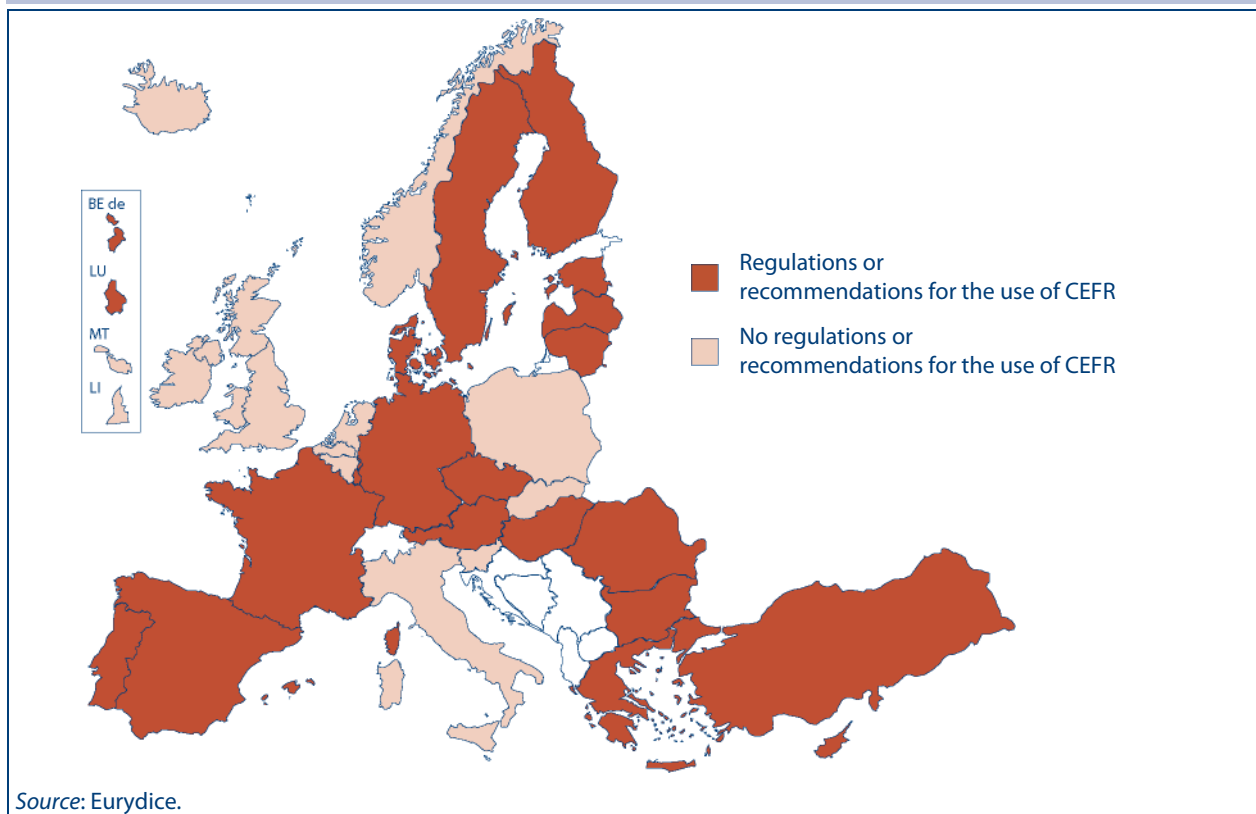 BE de
LU
MT
LI
Regulations or
recommendations for the use of CEFR
No regulations or
recommendations for the use of CEFR
Source: Eurydice.